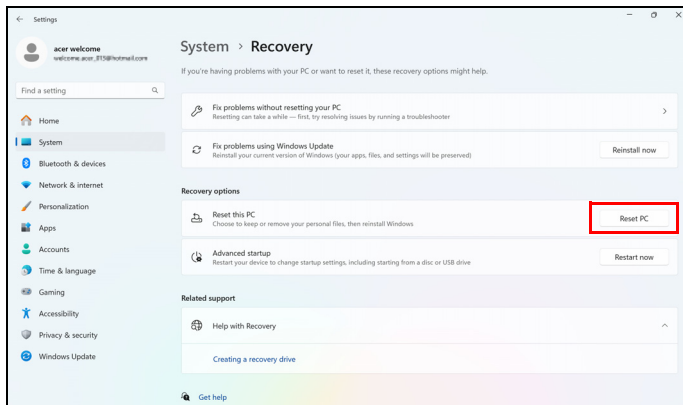 Settings
acer welcome
System > Recovery
If you're having problems with your PC or want to reset it, these recovery options might help.
Find a setting
Home
System
Bluetooth & devices
Network & internet
Personalization
Apps
Accounts
Time & language
Gaming
Accessibility
Privacy & security
Windows Update
Fix problems without resetting your PC
Resetting can take a while — first, try resolving issues by running a troubleshooter
Fix problems using Windows Update
Reinstall your current version of Windows (your apps, files, and settings will be preserved)
Reinstall now
Recovery options
Reset this PC
Choose to keep or remove your personal files, then reinstall Windows
Reset PC
Advanced startup
Restart your device to change startup settings, including starting from a disc or USB drive
Restart now
Related support
Help with Recovery
Creating a recovery drive
Get help